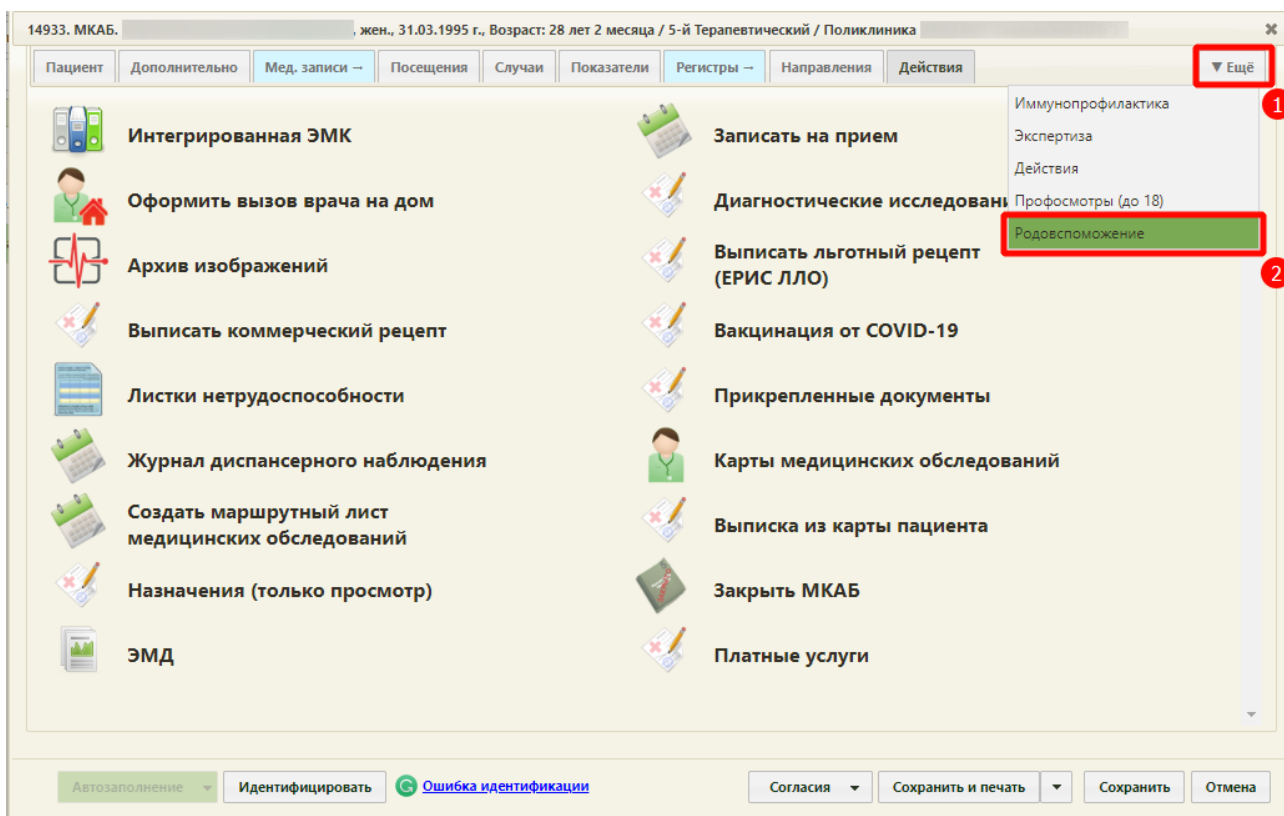 14933. МКАБ. , жен., 31.03.1995 г., Возраст: 28 лет 2 месяца / 5-й Терапевтический / Поликлиника
Пациент Дополнительно Мед. записи → Посещения Случаи Показатели Регистры → Направления Действия ▼ Ещё
1
Иммунопрофилактика
Экспертиза
Действия
Профосмотры (до 18)
Родовспоможение
2
Интегрированная ЭМК
Записать на прием
Оформить вызов врача на дом
Диагностические исследовани
Архив изображений
Выписать льготный рецепт
(ЕРИС ЛЛО)
Выписать коммерческий рецепт
Вакцинация от COVID-19
Листки нетрудоспособности
Прикрепленные документы
Журнал диспансерного наблюдения
Карты медицинских обследований
Создать маршрутный лист
медицинских обследований
Выписка из карты пациента
Назначения (только просмотр)
Закрыть МКАБ
ЭМД
Платные услуги
Автозаполнение Идентифицировать Ошибка идентификации Согласия Сохранить и печать Сохранить Отмена